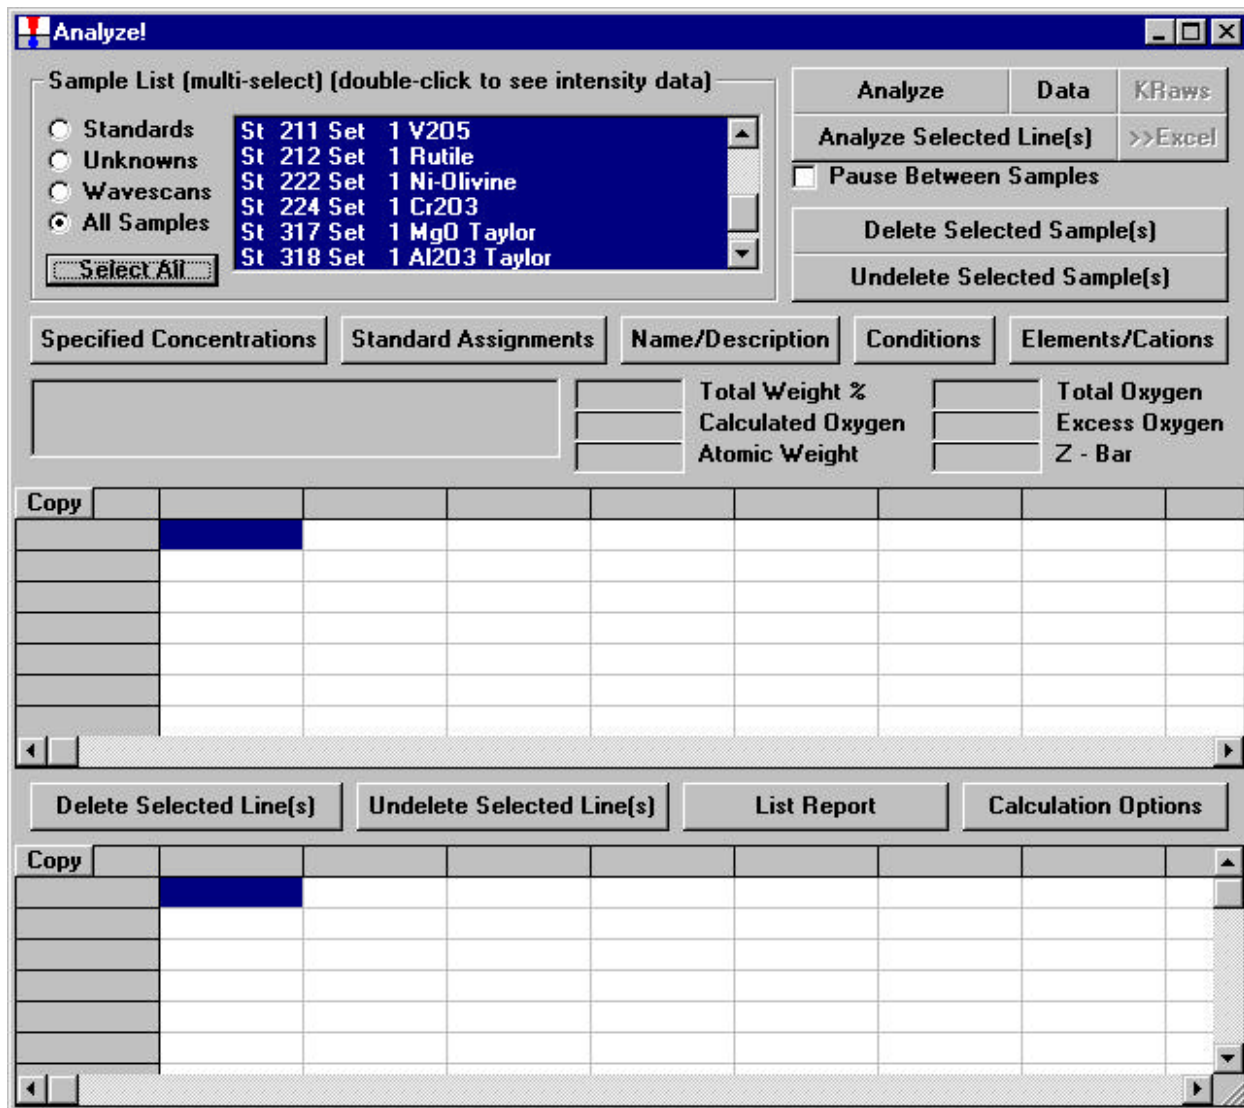 Analyze!
Sample List (multi-select) (double-click to see intensity data)
Standards
Unknowns
Wavescans
All Samples
Select All
St 211 Set 1 V2O5
St 212 Set 1 Rutile
St 222 Set 1 Ni-Olivine
St 224 Set 1 Cr2O3
St 317 Set 1 MgO Taylor
St 318 Set 1 Al2O3 Taylor
Analyze Data KRaws
Analyze Selected Line(s) >>Excel
Pause Between Samples
Delete Selected Sample(s)
Undelete Selected Sample(s)
Specified Concentrations Standard Assignments Name/Description Conditions Elements/Cations
Total Weight % Total Oxygen
Calculated Oxygen Excess Oxygen
Atomic Weight Z - Bar
Copy
Delete Selected Line(s) Undelete Selected Line(s) List Report Calculation Options
Copy